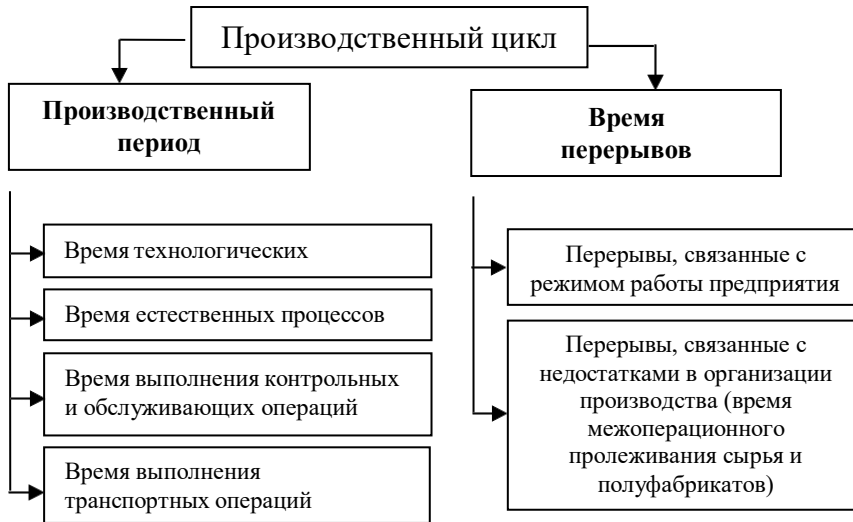 Производственный цикл
Производственный
период
Время технологических
Время естественных процессов
Время выполнения контрольных
и обслуживающих операций
Время выполнения
транспортных операций
Время
перерывов
Перерывы, связанные с
режимом работы предприятия
Перерывы, связанные с
недостатками в организации
производства (время
межоперационного
пролеживания сырья и
полуфабрикатов)